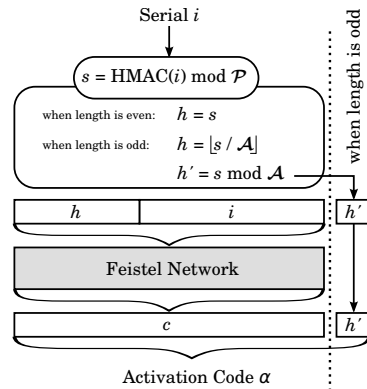 Serial i
s = HMAC(i) mod 𝒫
when length is even: h = s
when length is odd: h = ⌊s / 𝒜⌋
h′ = s mod 𝒜
when length is odd
h i h′
Feistel Network
c h′
Activation Code α